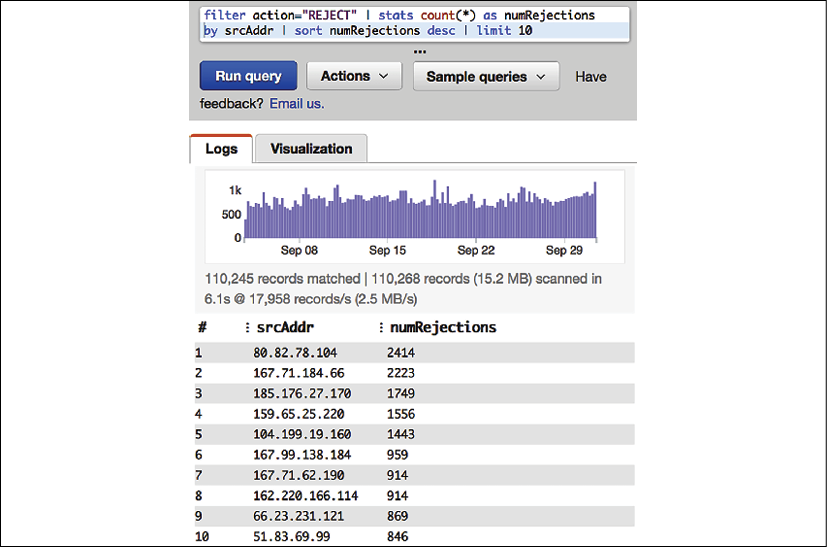 filter action="REJECT" | stats count(*) as numRejections
by srcAddr | sort numRejections desc | limit 10
...
Run query Actions Sample queries Have
feedback? Email us.
Logs Visualization
1k
500
0
Sep 08 Sep 15 Sep 22 Sep 29
110,245 records matched | 110,268 records (15.2 MB) scanned in
6.1s @ 17,958 records/s (2.5 MB/s)
# : srcAddr : numRejections
1 80.82.78.104 2414
2 167.71.184.66 2223
3 185.176.27.170 1749
4 159.65.25.220 1556
5 104.199.19.160 1443
6 167.99.138.184 959
7 167.71.62.190 914
8 162.220.166.114 914
9 66.23.231.121 869
10 51.83.69.99 846